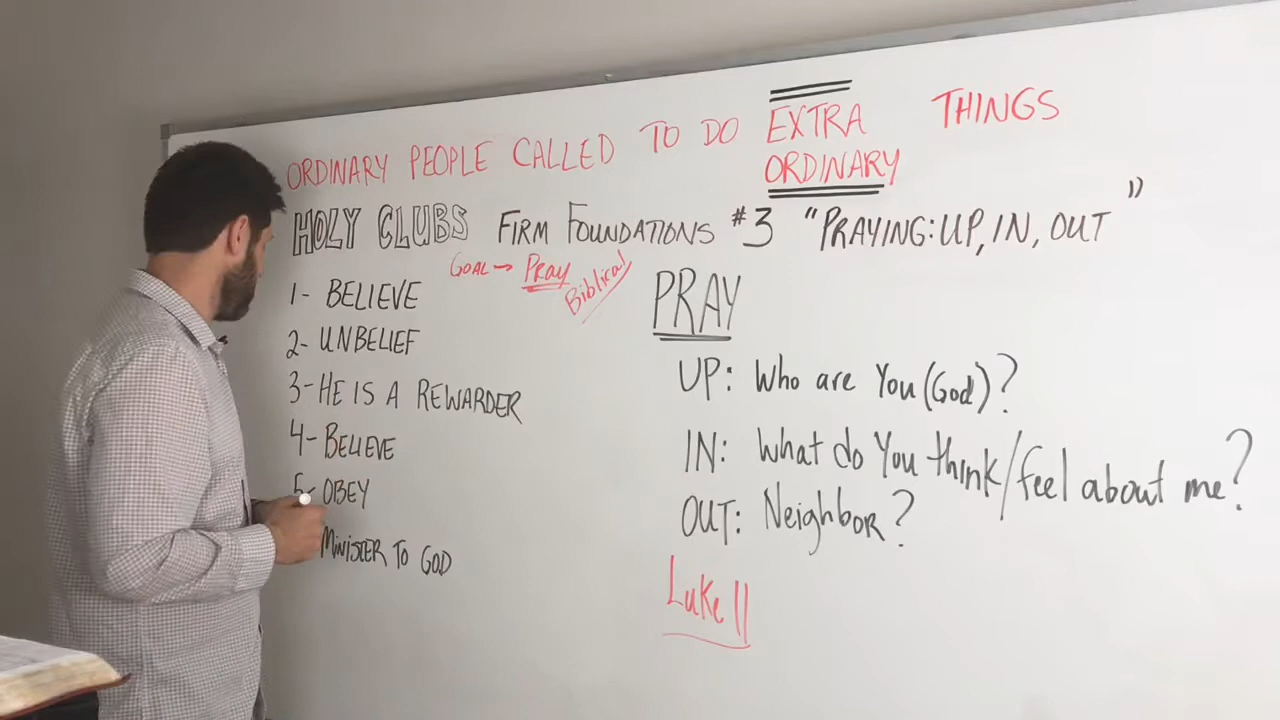 ORDINARY PEOPLE CALLED TO DO EXTRA ORDINARY THINGS
HOLY CLUBS FIRM FOUNDATIONS #3 "PRAYING: UP, IN, OUT"
GOAL → PRAY Biblical
1- BELIEVE
2- UNBELIEF
3- HE IS A REWARDER
4- BELIEVE
5- OBEY
MINISTER TO GOD
PRAY
UP: Who are You (God)?
IN: What do You think/feel about me?
OUT: Neighbor?
Luke 11